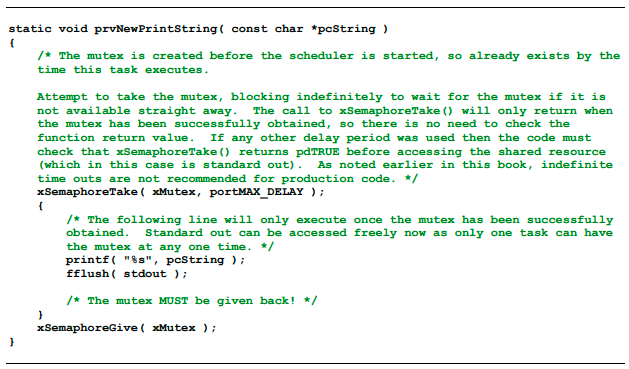 static void prvNewPrintString( const char *pcString )
{
/* The mutex is created before the scheduler is started, so already exists by the
time this task executes.
Attempt to take the mutex, blocking indefinitely to wait for the mutex if it is
not available straight away. The call to xSemaphoreTake() will only return when
the mutex has been successfully obtained, so there is no need to check the
function return value. If any other delay period was used then the code must
check that xSemaphoreTake() returns pdTRUE before accessing the shared resource
(which in this case is standard out). As noted earlier in this book, indefinite
time outs are not recommended for production code. */
xSemaphoreTake( xMutex, portMAX_DELAY );
{
/* The following line will only execute once the mutex has been successfully
obtained. Standard out can be accessed freely now as only one task can have
the mutex at any one time. */
printf( "%s", pcString );
fflush( stdout );
/* The mutex MUST be given back! */
}
xSemaphoreGive( xMutex );
}